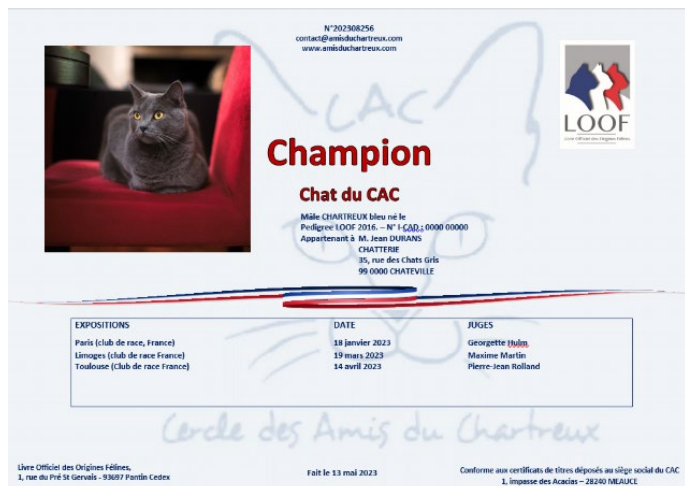 N°202308256
contact@amisduchartreux.com
www.amisduchartreux.com
CAC
LOOF
Livre Officiel des Origines Félines
Champion
Chat du CAC
Mâle CHARTREUX bleu né le
Pedigree LOOF 2016. – N° I-CAD : 0000 00000
Appartenant à M. Jean DURANS
CHATTERIE
35, rue des Chats Gris
99 0000 CHATEVILLE
EXPOSITIONS DATE JUGES
Paris (club de race, France) 18 janvier 2023 Georgette Hulm
Limoges (club de race France) 19 mars 2023 Maxime Martin
Toulouse (Club de race France) 14 avril 2023 Pierre-Jean Rolland
Cercle des Amis du Chartreux
Livre Officiel des Origines Félines,
1, rue du Pré St Gervais - 93697 Pantin Cedex
Fait le 13 mai 2023
Conforme aux certificats de titres déposés au siège social du CAC
1, impasse des Acacias – 28240 MEAUCE